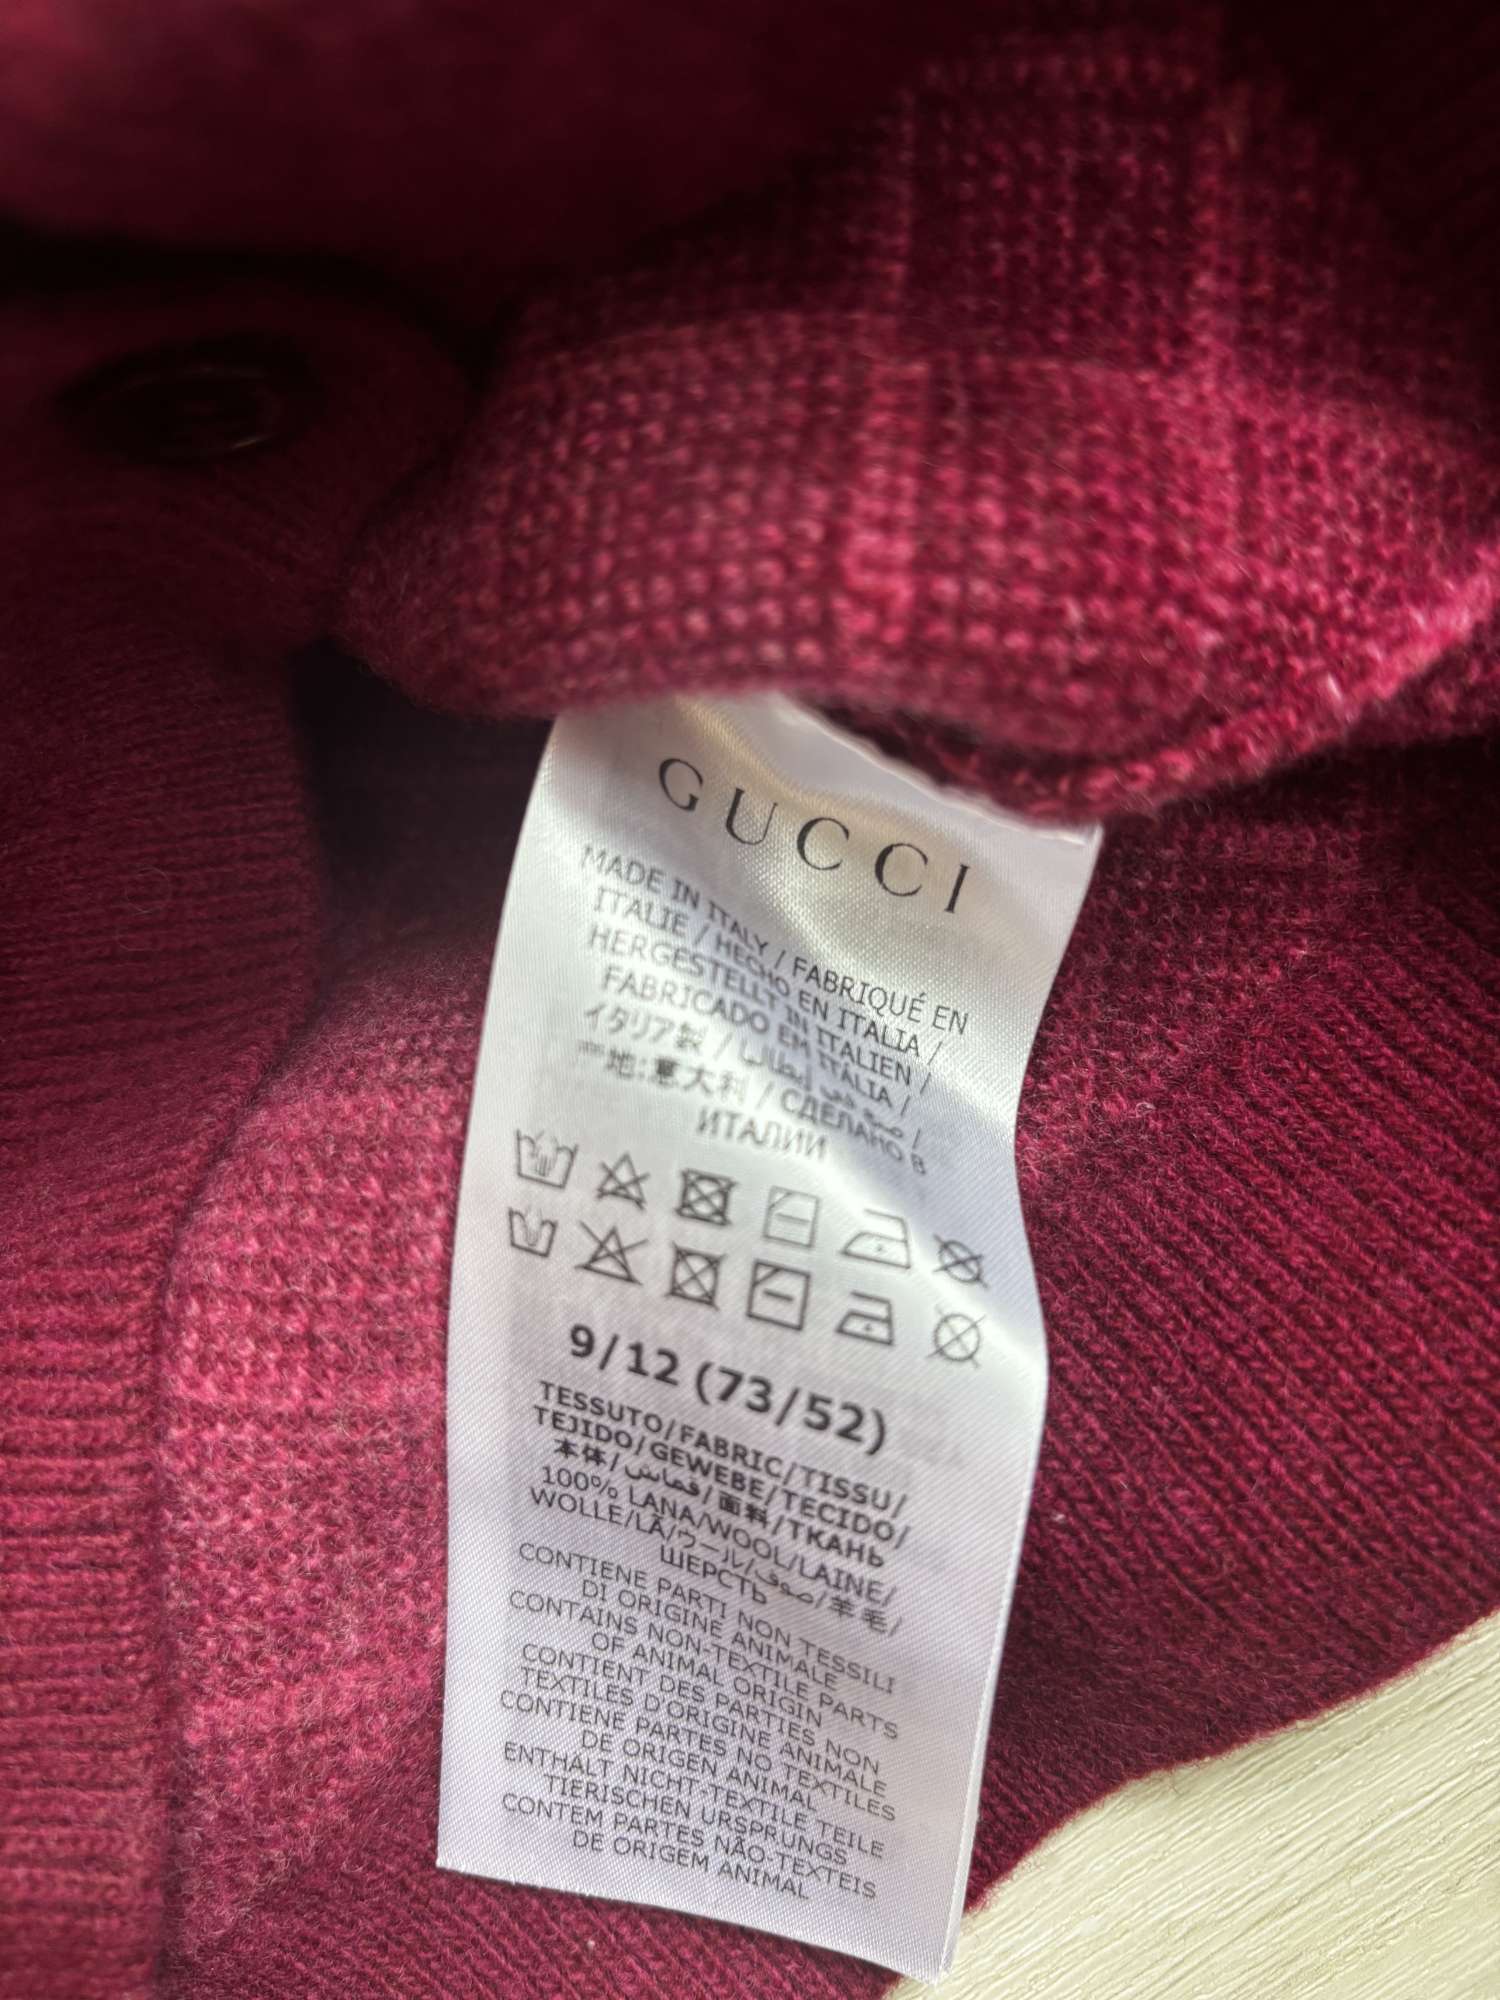 GUCCI
MADE IN ITALY / FABRIQUÉ EN
ITALIE / HECHO EN ITALIA /
HERGESTELLT IN ITALIEN /
FABRICADO EM ITÁLIA /
イタリア製 / صنع في إيطاليا /
产地:意大利 / СДЕЛАНО В
ИТАЛИИ
9/12 (73/52)
TESSUTO/FABRIC/TISSU/
TEJIDO/GEWEBE/TECIDO/
本体/قماش/面料/ТКАНЬ
100% LANA/WOOL/LAINE/
WOLLE/LÃ/ウール/صوف/羊毛/
ШЕРСТЬ
CONTIENE PARTI NON TESSILI
DI ORIGINE ANIMALE
CONTAINS NON-TEXTILE PARTS
OF ANIMAL ORIGIN
CONTIENT DES PARTIES NON
TEXTILES D'ORIGINE ANIMALE
CONTIENE PARTES NO TEXTILES
DE ORIGEN ANIMAL
ENTHÄLT NICHT-TEXTILE TEILE
TIERISCHEN URSPRUNGS
CONTEM PARTES NÃO-TEXTEIS
DE ORIGEM ANIMAL